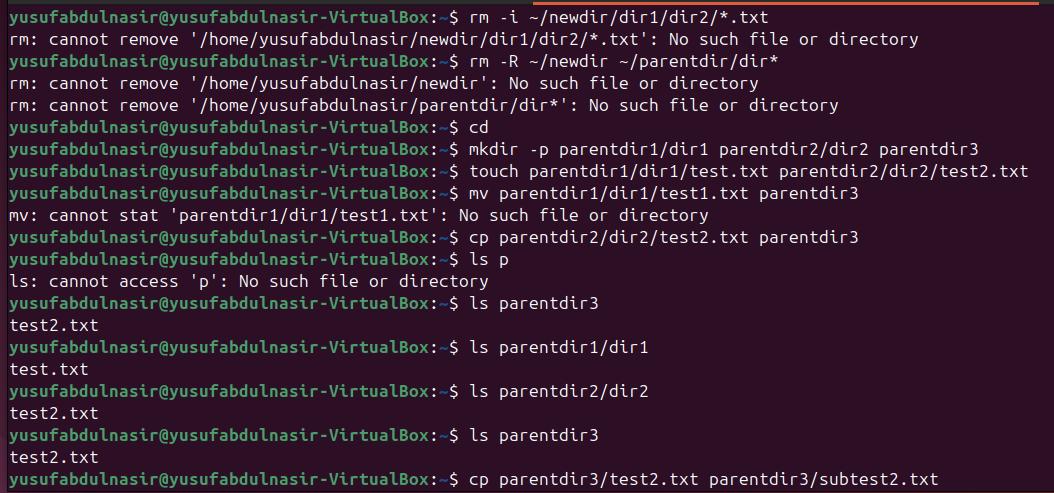 yusufabdulnasir@yusufabdulnasir-VirtualBox:~$ rm -i ~/newdir/dir1/dir2/*.txt
rm: cannot remove '/home/yusufabdulnasir/newdir/dir1/dir2/*.txt': No such file or directory
yusufabdulnasir@yusufabdulnasir-VirtualBox:~$ rm -R ~/newdir ~/parentdir/dir*
rm: cannot remove '/home/yusufabdulnasir/newdir': No such file or directory
rm: cannot remove '/home/yusufabdulnasir/parentdir/dir*': No such file or directory
yusufabdulnasir@yusufabdulnasir-VirtualBox:~$ cd
yusufabdulnasir@yusufabdulnasir-VirtualBox:~$ mkdir -p parentdir1/dir1 parentdir2/dir2 parentdir3
yusufabdulnasir@yusufabdulnasir-VirtualBox:~$ touch parentdir1/dir1/test.txt parentdir2/dir2/test2.txt
yusufabdulnasir@yusufabdulnasir-VirtualBox:~$ mv parentdir1/dir1/test1.txt parentdir3
mv: cannot stat 'parentdir1/dir1/test1.txt': No such file or directory
yusufabdulnasir@yusufabdulnasir-VirtualBox:~$ cp parentdir2/dir2/test2.txt parentdir3
yusufabdulnasir@yusufabdulnasir-VirtualBox:~$ ls p
ls: cannot access 'p': No such file or directory
yusufabdulnasir@yusufabdulnasir-VirtualBox:~$ ls parentdir3
test2.txt
yusufabdulnasir@yusufabdulnasir-VirtualBox:~$ ls parentdir1/dir1
test.txt
yusufabdulnasir@yusufabdulnasir-VirtualBox:~$ ls parentdir2/dir2
test2.txt
yusufabdulnasir@yusufabdulnasir-VirtualBox:~$ ls parentdir3
test2.txt
yusufabdulnasir@yusufabdulnasir-VirtualBox:~$ cp parentdir3/test2.txt parentdir3/subtest2.txt